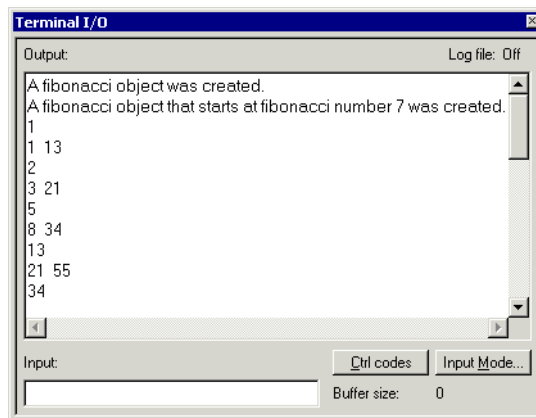 Terminal I/O
Output: Log file: Off
A fibonacci object was created.
A fibonacci object that starts at fibonacci number 7 was created.
1
1 13
2
3 21
5
8 34
13
21 55
34
Input: Ctrl codes Input Mode...
Buffer size: 0